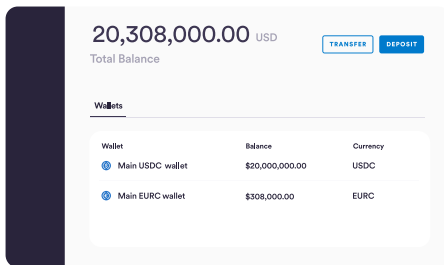 20,308,000.00 USD
TRANSFER DEPOSIT
Total Balance
Wallets
Wallet Balance Currency
Main USDC wallet $20,000,000.00 USDC
Main EURC wallet $308,000.00 EURC